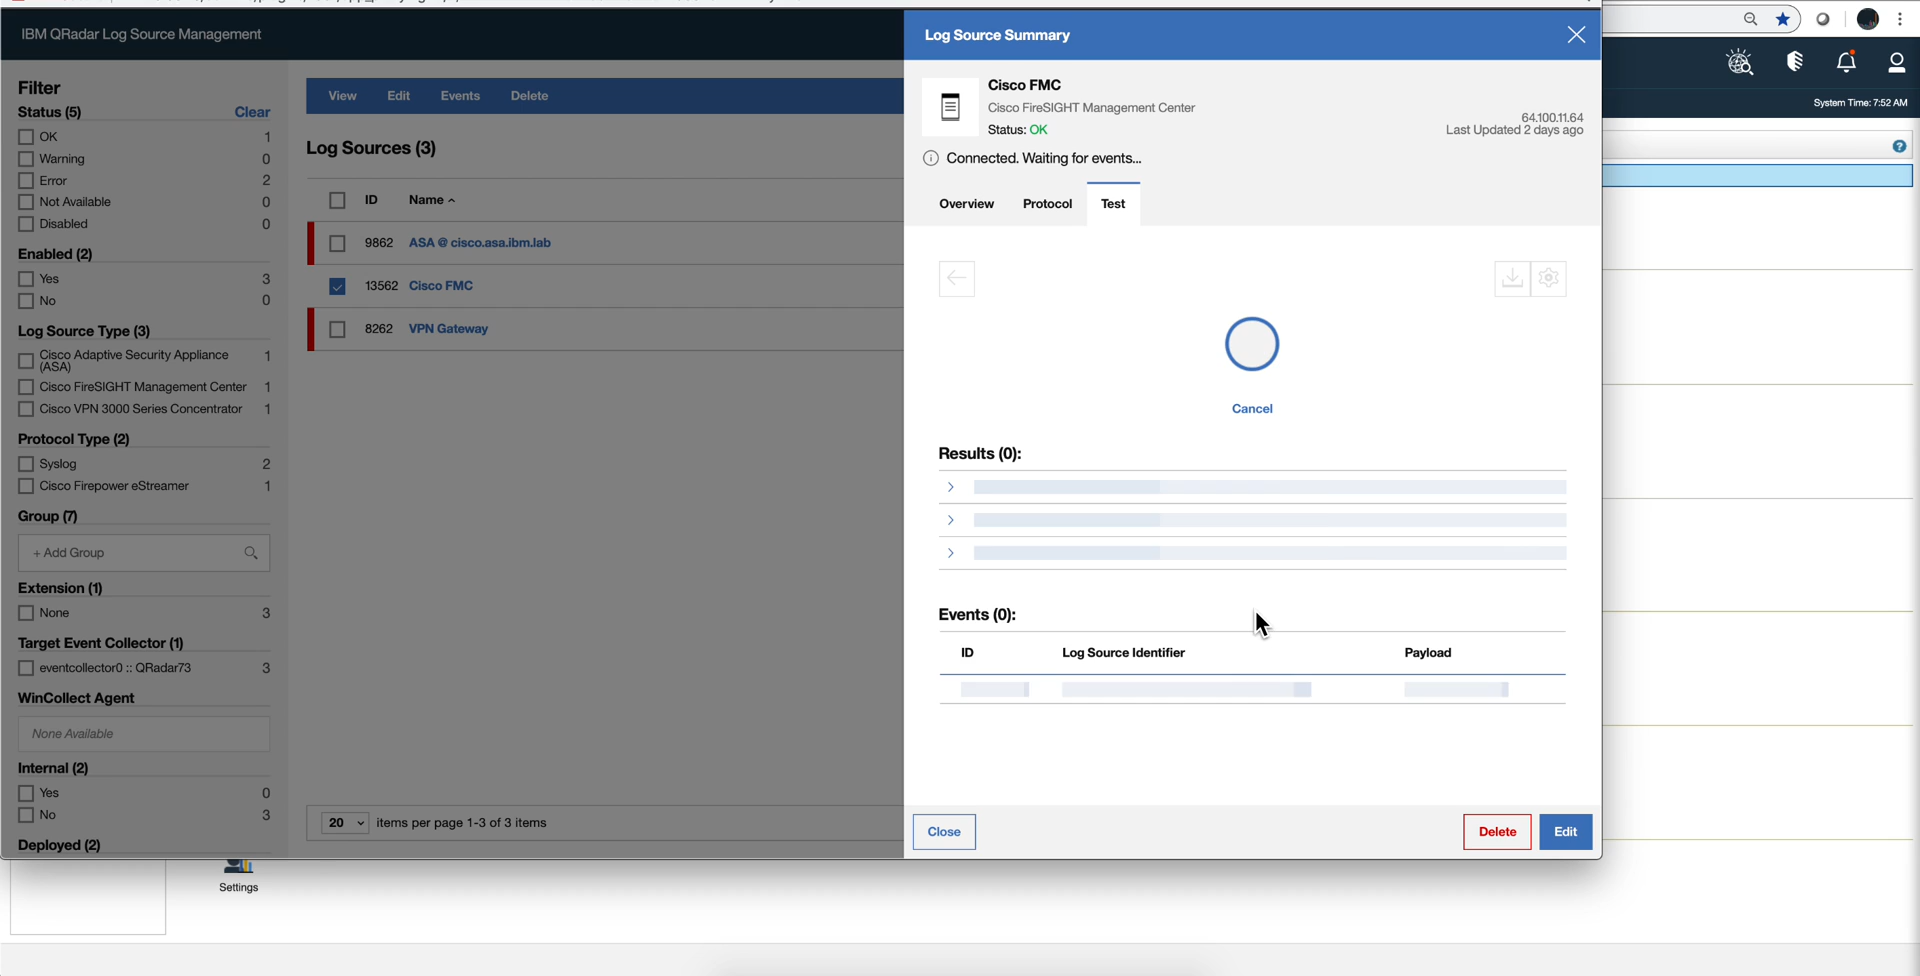 IBM QRadar Log Source Management
Log Source Summary
System Time: 7:52 AM
Filter
Status (5) Clear
OK 1
Warning 0
Error 2
Not Available 0
Disabled 0
Enabled (2)
Yes 3
No 0
Log Source Type (3)
Cisco Adaptive Security Appliance 1
(ASA)
Cisco FireSIGHT Management Center 1
Cisco VPN 3000 Series Concentrator 1
Protocol Type (2)
Syslog 2
Cisco Firepower eStreamer 1
Group (7)
+ Add Group
Extension (1)
None 3
Target Event Collector (1)
eventcollector0 :: QRadar73 3
WinCollect Agent
None Available
Internal (2)
Yes 0
No 3
Deployed (2)
View Edit Events Delete
Log Sources (3)
ID Name
9862 ASA @ cisco.asa.ibm.lab
13562 Cisco FMC
8262 VPN Gateway
20 items per page 1-3 of 3 items
Cisco FMC
Cisco FireSIGHT Management Center
Status: OK
64.100.11.64
Last Updated 2 days ago
Connected. Waiting for events...
Overview Protocol Test
Cancel
Results (0):
Events (0):
ID Log Source Identifier Payload
Close Delete Edit
Settings